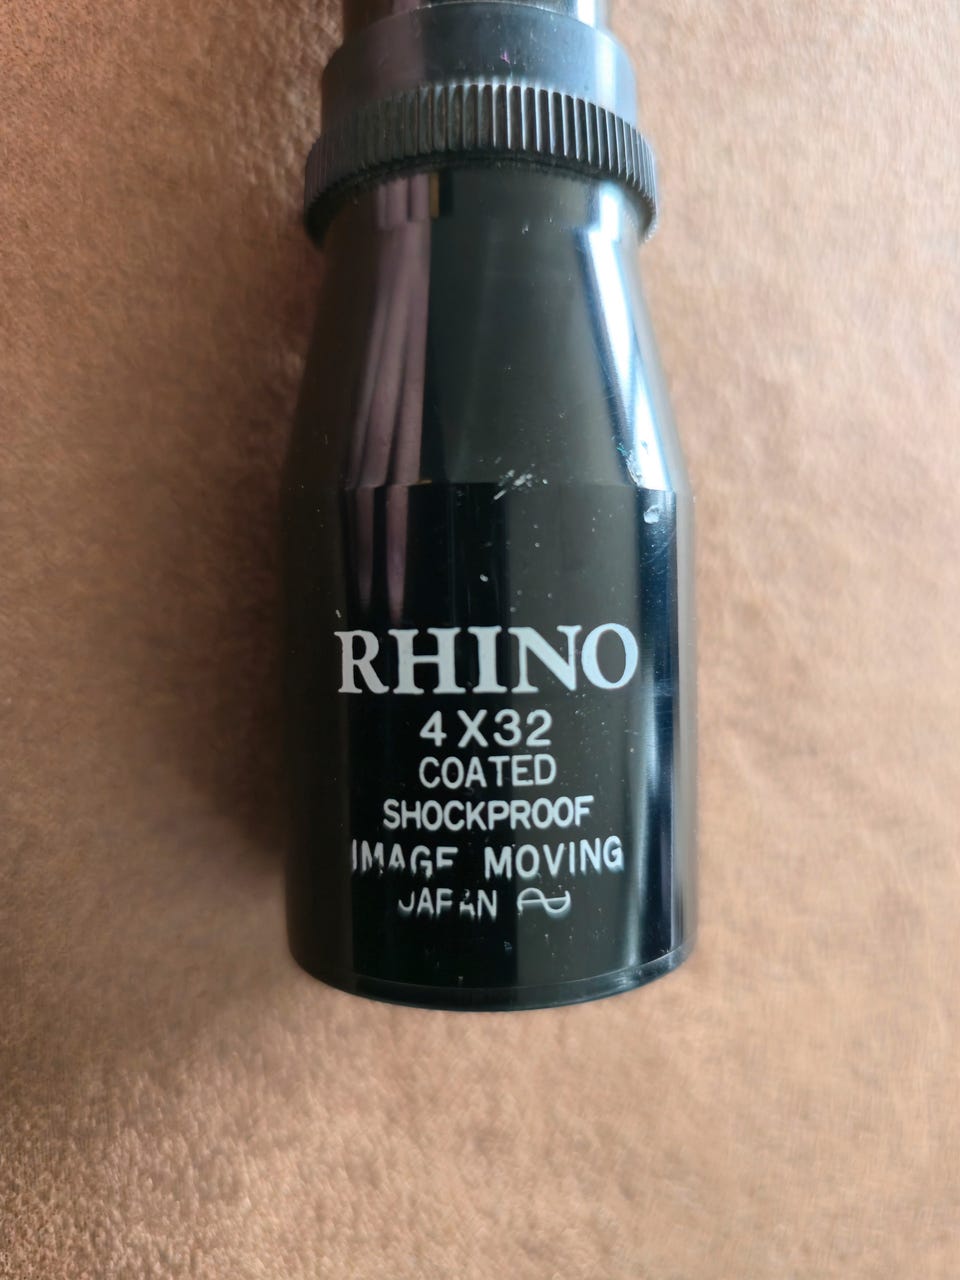 RHINO
4X32
COATED
SHOCKPROOF
IMAGE MOVING
JAPAN